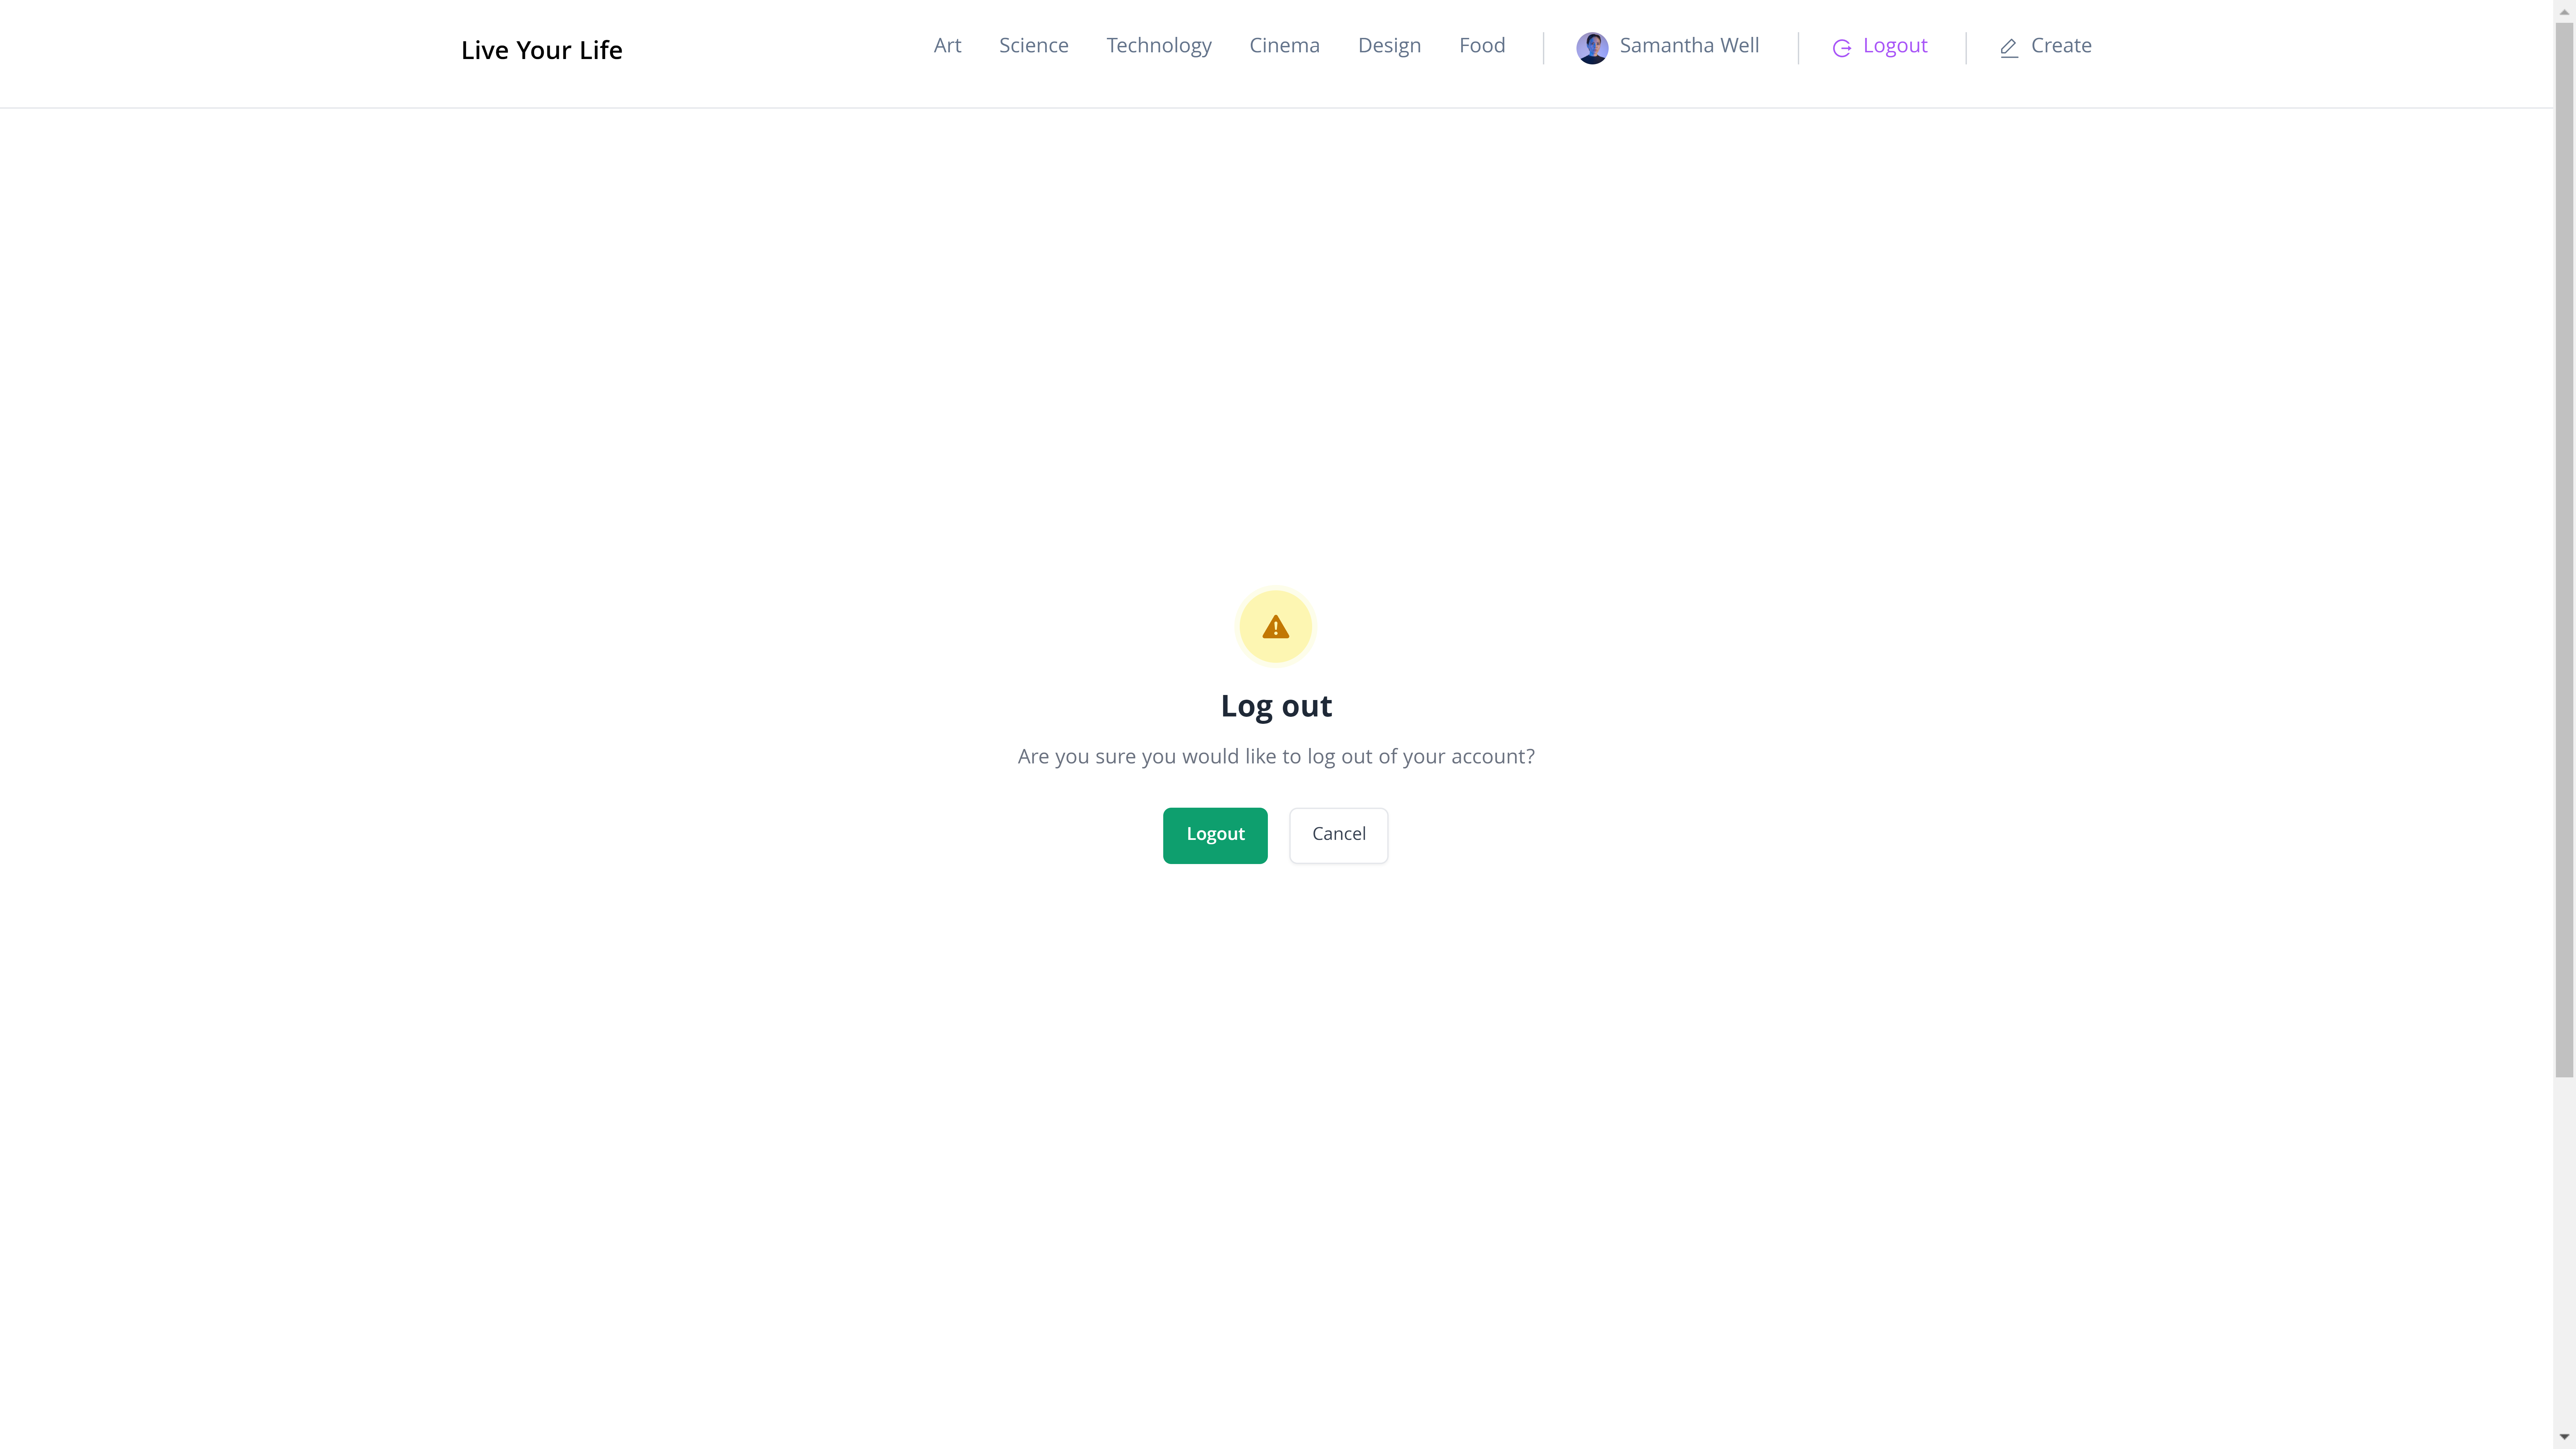 Live Your Life
Art Science Technology Cinema Design Food Samantha Well Logout Create
Log out
Are you sure you would like to log out of your account?
Logout Cancel